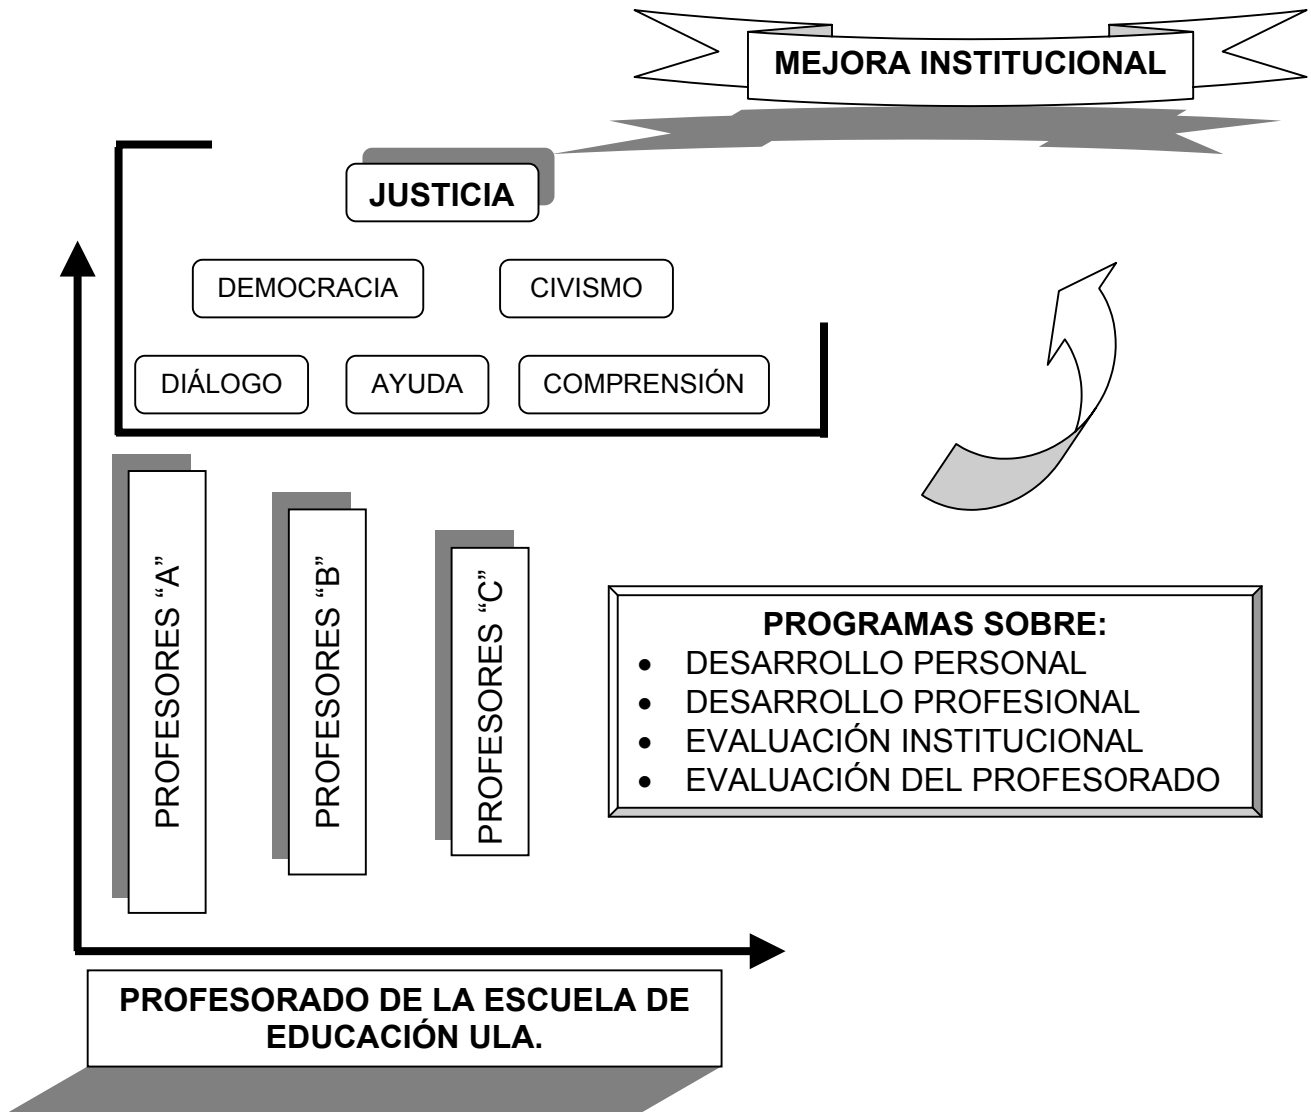 MEJORA INSTITUCIONAL
JUSTICIA
DEMOCRACIA
CIVISMO
DIÁLOGO
AYUDA
COMPRENSIÓN
PROFESORES “A”
PROFESORES “B”
PROFESORES “C”
PROGRAMAS SOBRE:
• DESARROLLO PERSONAL
• DESARROLLO PROFESIONAL
• EVALUACIÓN INSTITUCIONAL
• EVALUACIÓN DEL PROFESORADO
PROFESORADO DE LA ESCUELA DE
EDUCACIÓN ULA.